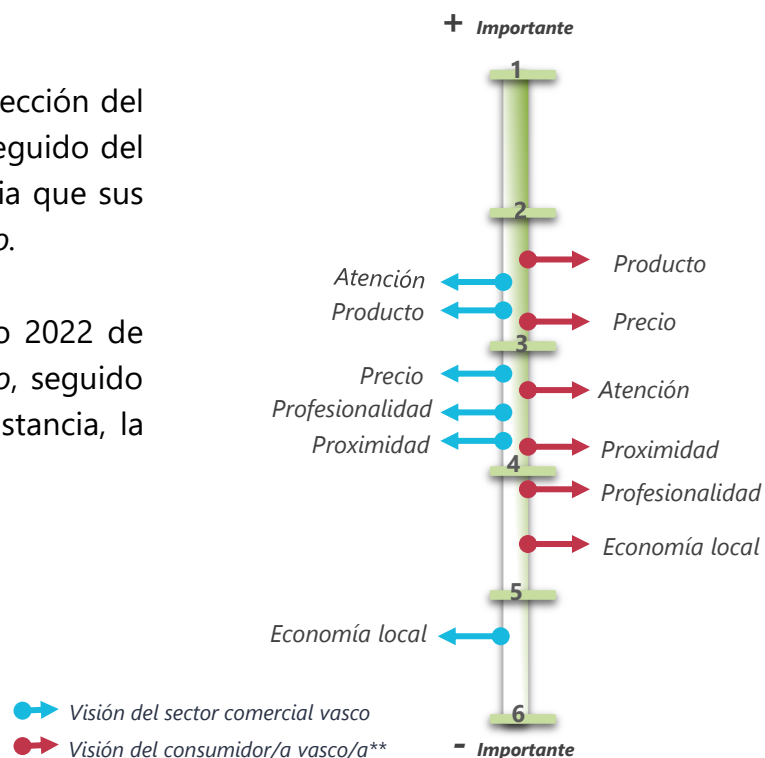 ección del
eguido del
ia que sus
o.
o 2022 de
o, seguido
stancia, la
+ Importante
1
2
3
4
5
6
- Importante
Atención
Producto
Precio
Profesionalidad
Proximidad
Economía local
Producto
Precio
Atención
Proximidad
Profesionalidad
Economía local
Visión del sector comercial vasco
Visión del consumidor/a vasco/a**